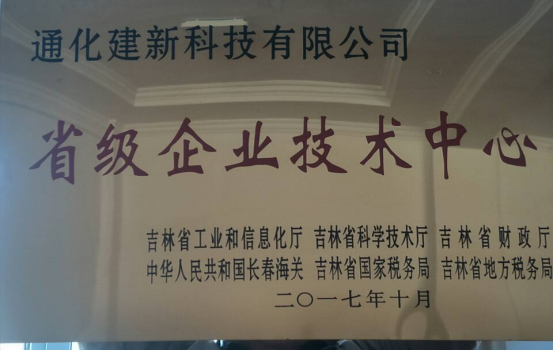 通化建新科技有限公司
省级企业技术中心
吉林省工业和信息化厅 吉林省科学技术厅 吉林省财政厅
中华人民共和国长春海关 吉林省国家税务局 吉林省地方税务局
二〇一七年十月